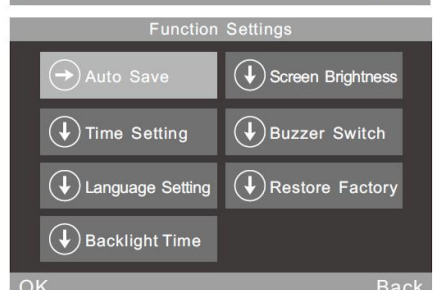 Function Settings
Auto Save
Screen Brightness
Time Setting
Buzzer Switch
Language Setting
Restore Factory
Backlight Time
OK
Back